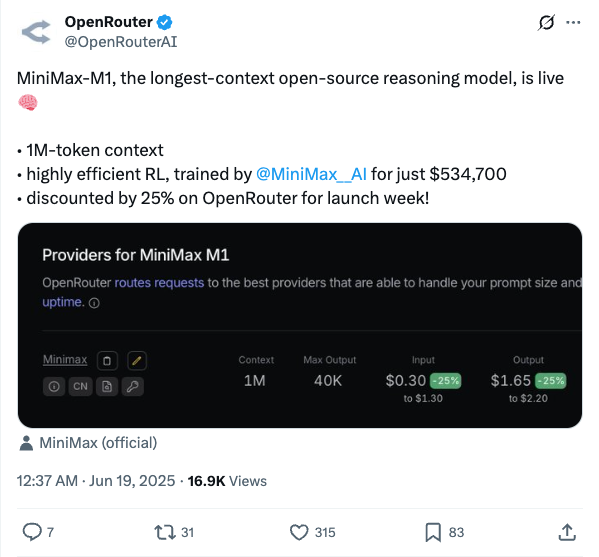 OpenRouter
@OpenRouterAI
MiniMax-M1, the longest-context open-source reasoning model, is live
🧠
• 1M-token context
• highly efficient RL, trained by @MiniMax__AI for just $534,700
• discounted by 25% on OpenRouter for launch week!
Providers for MiniMax M1
OpenRouter routes requests to the best providers that are able to handle your prompt size and
uptime.
Minimax
CN
Context Max Output Input Output
1M 40K $0.30 -25% $1.65 -25%
to $1.30 to $2.20
MiniMax (official)
12:37 AM · Jun 19, 2025 · 16.9K Views
7 31 315 83